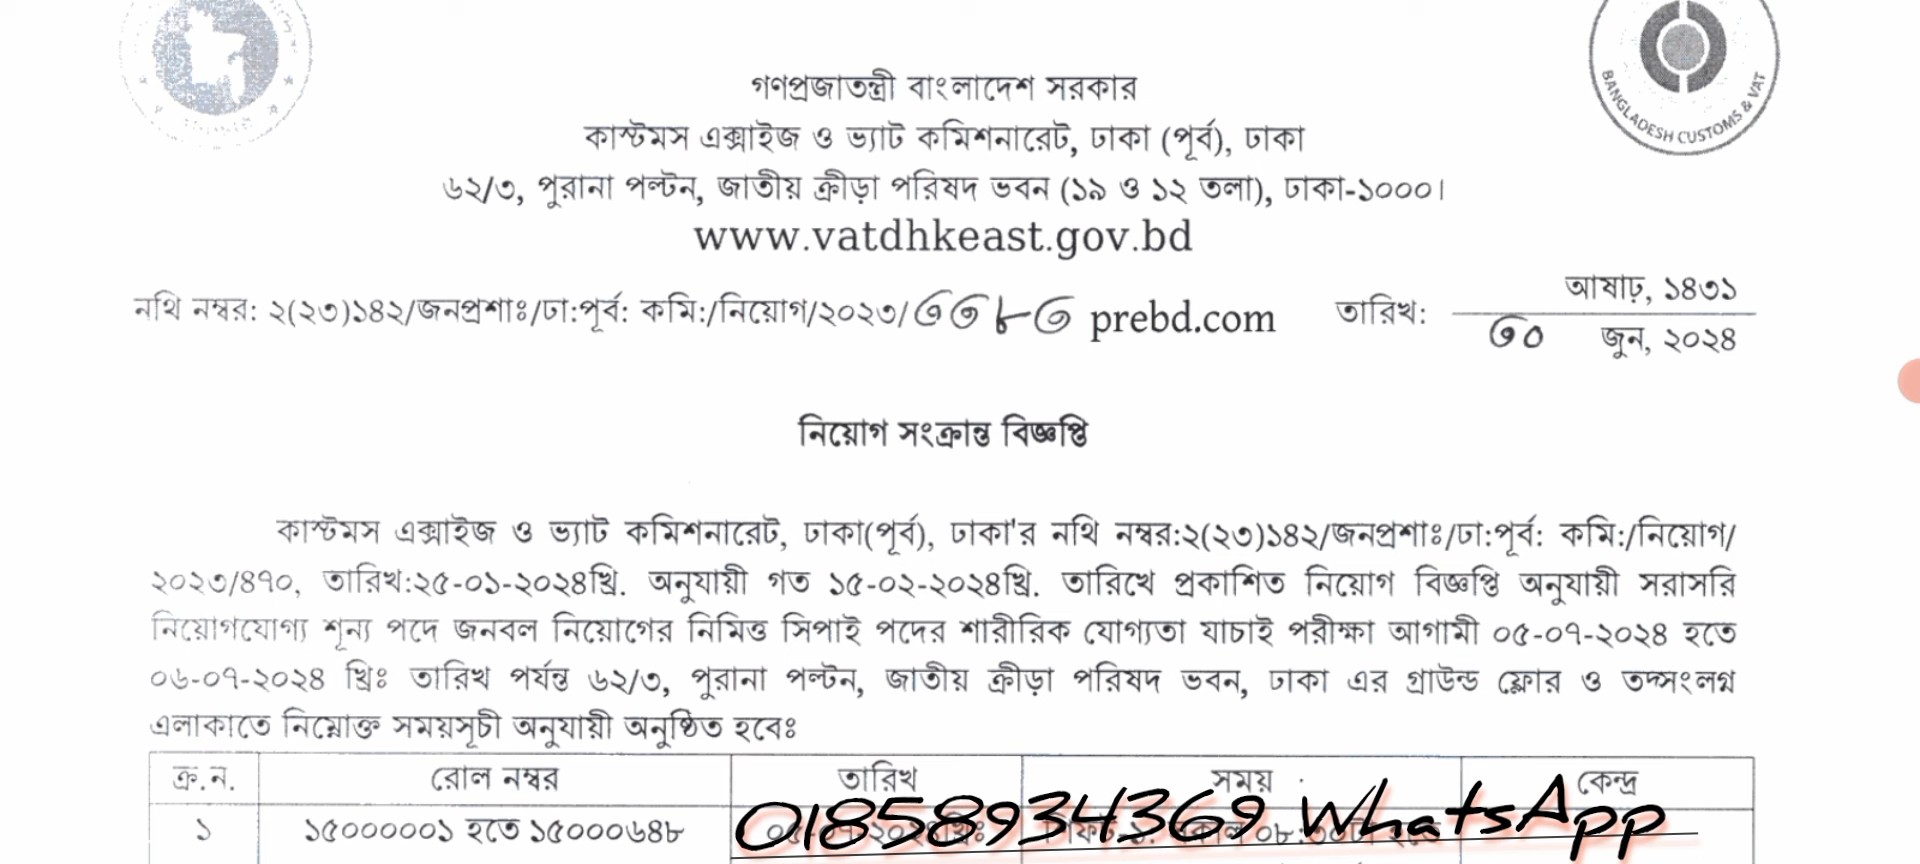 BANGLADESH CUSTOMS & VAT
গণপ্রজাতন্ত্রী বাংলাদেশ সরকার
কাস্টমস এক্সাইজ ও ভ্যাট কমিশনারেট, ঢাকা (পূর্ব), ঢাকা
৬২/৩, পুরানা পল্টন, জাতীয় ক্রীড়া পরিষদ ভবন (১৯ ও ১২ তলা), ঢাকা-১০০০।
www.vatdhkeast.gov.bd
আষাঢ়, ১৪৩১
নথি নম্বর: ২(২৩)১৪২/জনপ্রশাঃ/ঢা:পূর্ব: কমি:/নিয়োগ/২০২৩/৩৩৮৩ prebd.com তারিখ:
৩০ জুন, ২০২৪
নিয়োগ সংক্রান্ত বিজ্ঞপ্তি
কাস্টমস এক্সাইজ ও ভ্যাট কমিশনারেট, ঢাকা(পূর্ব), ঢাকা'র নথি নম্বর:২(২৩)১৪২/জনপ্রশাঃ/ঢা:পূর্ব: কমি:/নিয়োগ/
২০২৩/৪৭০, তারিখ:২৫-০১-২০২৪খ্রি. অনুযায়ী গত ১৫-০২-২০২৪খ্রি. তারিখে প্রকাশিত নিয়োগ বিজ্ঞপ্তি অনুযায়ী সরাসরি
নিয়োগযোগ্য শূন্য পদে জনবল নিয়োগের নিমিত্ত সিপাই পদের শারীরিক যোগ্যতা যাচাই পরীক্ষা আগামী ০৫-০৭-২০২৪ হতে
০৬-০৭-২০২৪ খ্রিঃ তারিখ পর্যন্ত ৬২/৩, পুরানা পল্টন, জাতীয় ক্রীড়া পরিষদ ভবন, ঢাকা এর গ্রাউন্ড ফ্লোর ও তদ্সংলগ্ন
এলাকাতে নিম্নোক্ত সময়সূচী অনুযায়ী অনুষ্ঠিত হবেঃ
ক্র.ন. রোল নম্বর তারিখ সময় কেন্দ্র
১ ১৫০০০০০১ হতে ১৫০০০৬৪৮
01858934369 WhatsApp